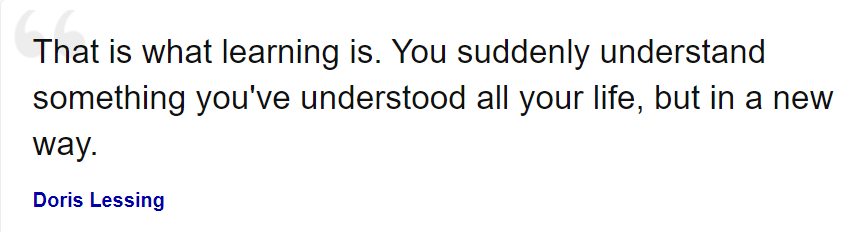 That is what learning is. You suddenly understand
something you've understood all your life, but in a new
way.
Doris Lessing